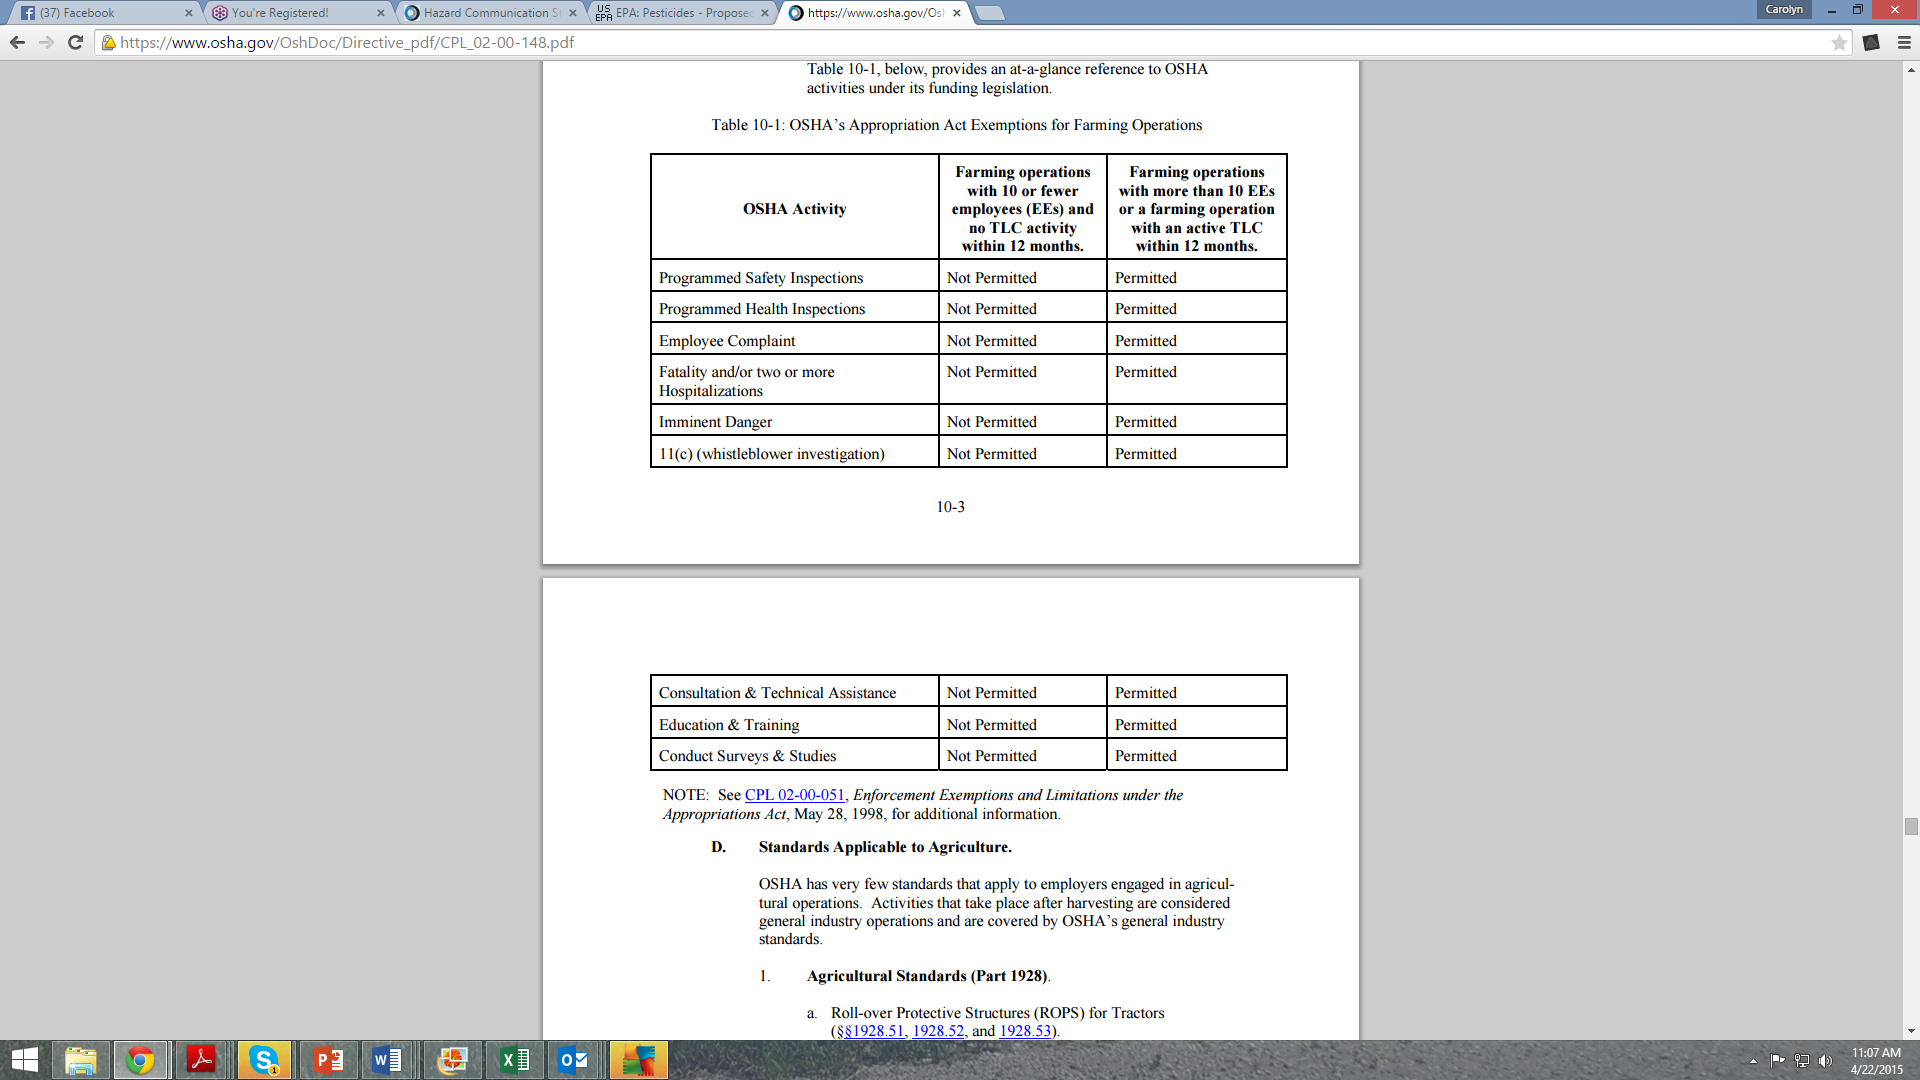 (37) Facebook
You're Registered!
Hazard Communication S
US EPA EPA: Pesticides - Propose
https://www.osha.gov/Osl
Carolyn
https://www.osha.gov/OshDoc/Directive_pdf/CPL_02-00-148.pdf
Table 10-1, below, provides an at-a-glance reference to OSHA
activities under its funding legislation.
Table 10-1: OSHA's Appropriation Act Exemptions for Farming Operations
OSHA Activity
Farming operations
with 10 or fewer
employees (EEs) and
no TLC activity
within 12 months.
Farming operations
with more than 10 EEs
or a farming operation
with an active TLC
within 12 months.
Programmed Safety Inspections Not Permitted Permitted
Programmed Health Inspections Not Permitted Permitted
Employee Complaint Not Permitted Permitted
Fatality and/or two or more Not Permitted Permitted
Hospitalizations
Imminent Danger Not Permitted Permitted
11(c) (whistleblower investigation) Not Permitted Permitted
10-3
Consultation & Technical Assistance Not Permitted Permitted
Education & Training Not Permitted Permitted
Conduct Surveys & Studies Not Permitted Permitted
NOTE: See CPL 02-00-051, Enforcement Exemptions and Limitations under the
Appropriations Act, May 28, 1998, for additional information.
D. Standards Applicable to Agriculture.
OSHA has very few standards that apply to employers engaged in agricul-
tural operations. Activities that take place after harvesting are considered
general industry operations and are covered by OSHA's general industry
standards.
1. Agricultural Standards (Part 1928).
a. Roll-over Protective Structures (ROPS) for Tractors
(§§1928.51, 1928.52, and 1928.53).
11:07 AM
4/22/2015